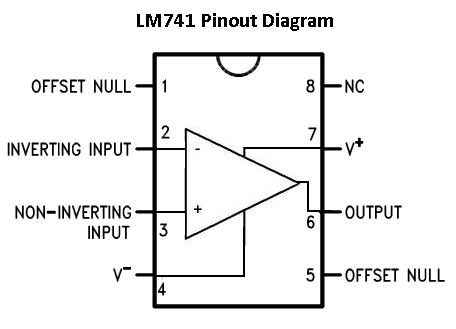 LM741 Pinout Diagram
OFFSET NULL 1
8 NC
2
INVERTING INPUT
-
7
V+
NON-INVERTING
INPUT
+
3
6
OUTPUT
V-
4
5 OFFSET NULL